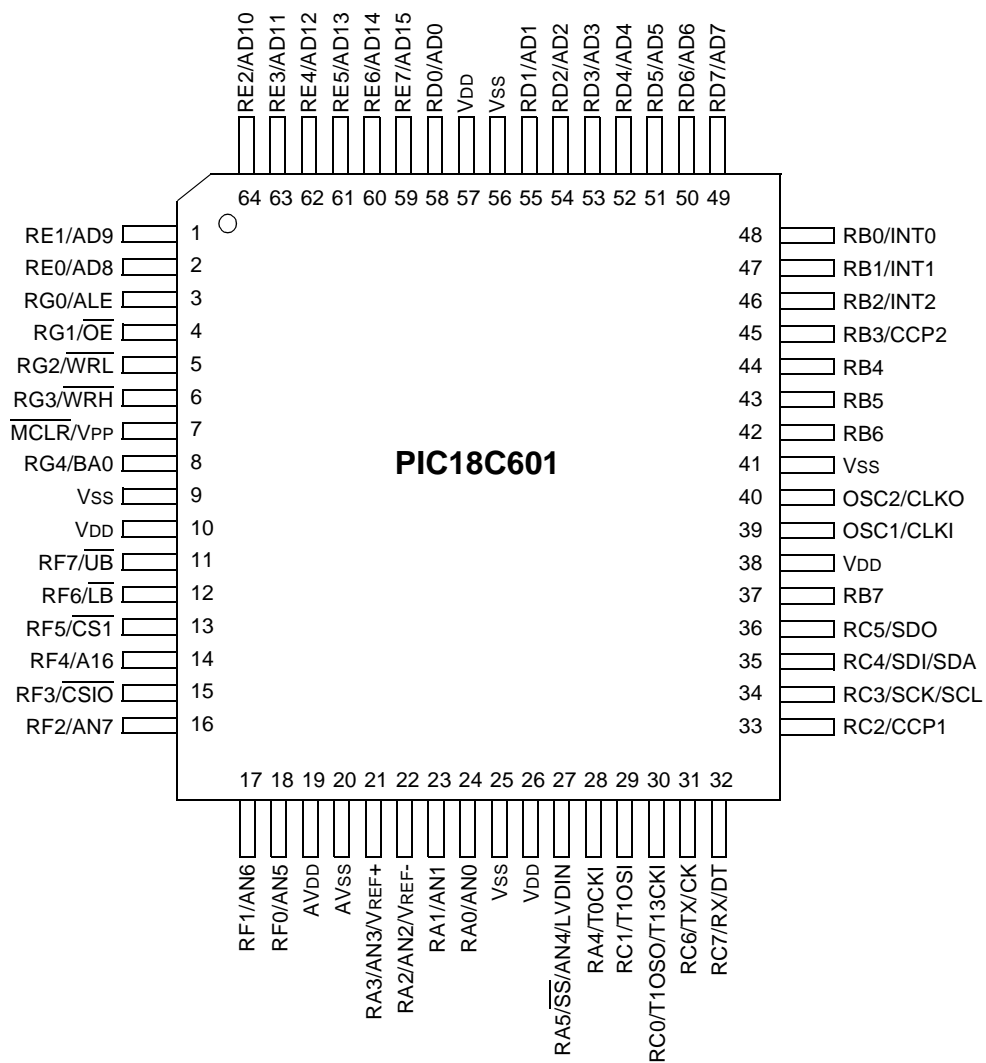 RE2/AD10
RE3/AD11
RE4/AD12
RE5/AD13
RE6/AD14
RE7/AD15
RD0/AD0
VDD
VSS
RD1/AD1
RD2/AD2
RD3/AD3
RD4/AD4
RD5/AD5
RD6/AD6
RD7/AD7
64 63 62 61 60 59 58 57 56 55 54 53 52 51 50 49
RE1/AD9 1
RE0/AD8 2
RG0/ALE 3
RG1/O̅E̅ 4
RG2/W̅R̅L̅ 5
RG3/W̅R̅H̅ 6
M̅C̅L̅R̅/VPP 7
RG4/BA0 8
VSS 9
VDD 10
RF7/U̅B̅ 11
RF6/L̅B̅ 12
RF5/C̅S̅1̅ 13
RF4/A16 14
RF3/C̅S̅I̅O̅ 15
RF2/AN7 16
PIC18C601
48 RB0/INT0
47 RB1/INT1
46 RB2/INT2
45 RB3/CCP2
44 RB4
43 RB5
42 RB6
41 VSS
40 OSC2/CLKO
39 OSC1/CLKI
38 VDD
37 RB7
36 RC5/SDO
35 RC4/SDI/SDA
34 RC3/SCK/SCL
33 RC2/CCP1
17 18 19 20 21 22 23 24 25 26 27 28 29 30 31 32
RF1/AN6
RF0/AN5
AVDD
AVSS
RA3/AN3/VREF+
RA2/AN2/VREF-
RA1/AN1
RA0/AN0
VSS
VDD
RA5/S̅S̅/AN4/LVDIN
RA4/T0CKI
RC1/T1OSI
RC0/T1OSO/T13CKI
RC6/TX/CK
RC7/RX/DT